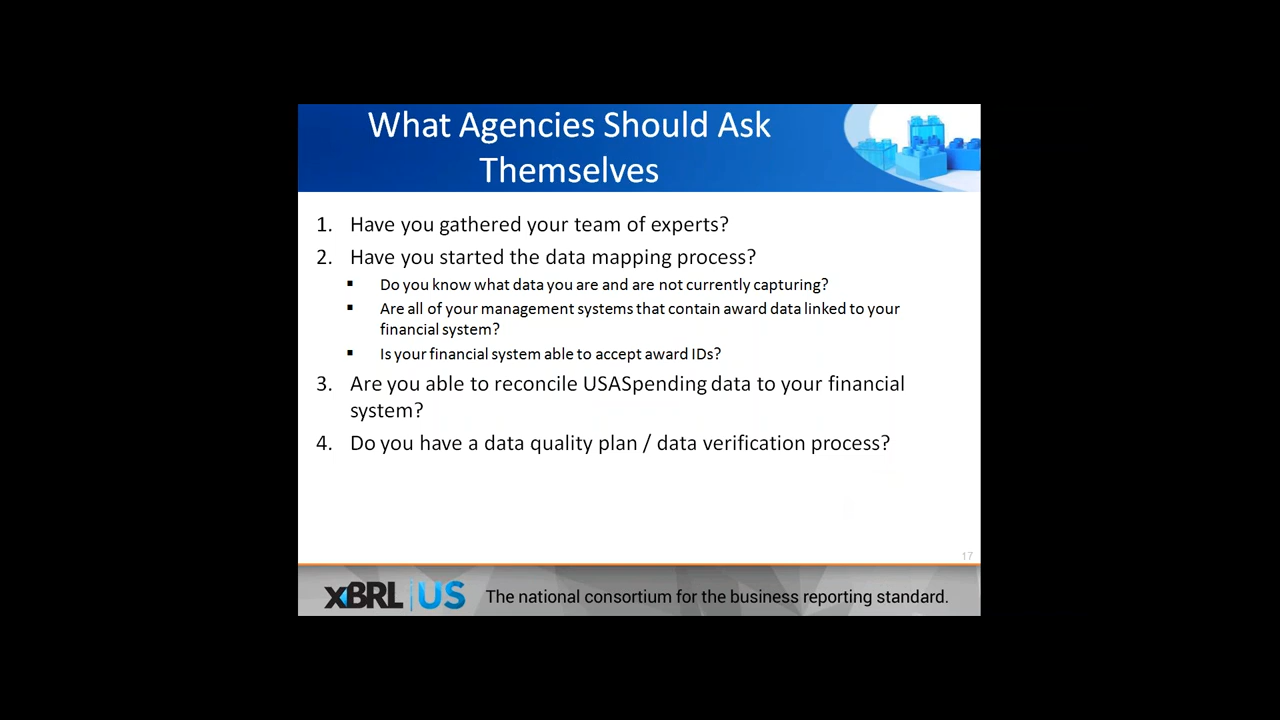 What Agencies Should Ask
Themselves
1. Have you gathered your team of experts?
2. Have you started the data mapping process?
▪ Do you know what data you are and are not currently capturing?
▪ Are all of your management systems that contain award data linked to your
financial system?
▪ Is your financial system able to accept award IDs?
3. Are you able to reconcile USASpending data to your financial
system?
4. Do you have a data quality plan / data verification process?
17
XBRL US The national consortium for the business reporting standard.